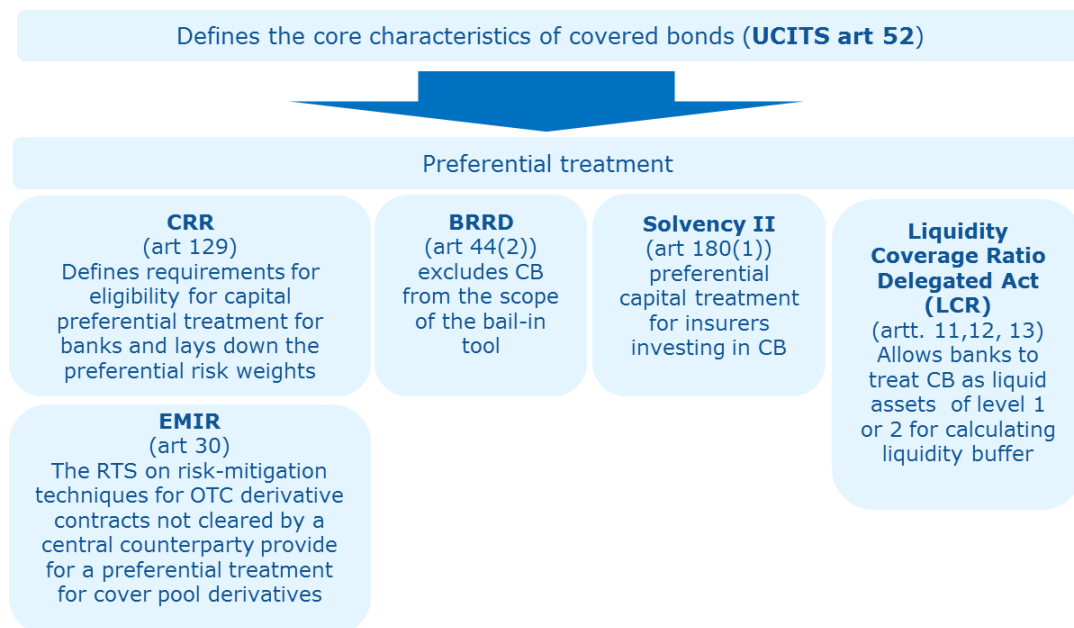 Defines the core characteristics of covered bonds (UCITS art 52)
Preferential treatment
CRR
(art 129)
Defines requirements for
eligibility for capital
preferential treatment for
banks and lays down the
preferential risk weights
BRRD
(art 44(2))
excludes CB
from the scope
of the bail-in
tool
Solvency II
(art 180(1))
preferential
capital treatment
for insurers
investing in CB
Liquidity
Coverage Ratio
Delegated Act
(LCR)
(artt. 11,12, 13)
Allows banks to
treat CB as liquid
assets of level 1
or 2 for calculating
liquidity buffer
EMIR
(art 30)
The RTS on risk-mitigation
techniques for OTC derivative
contracts not cleared by a
central counterparty provide
for a preferential treatment
for cover pool derivatives